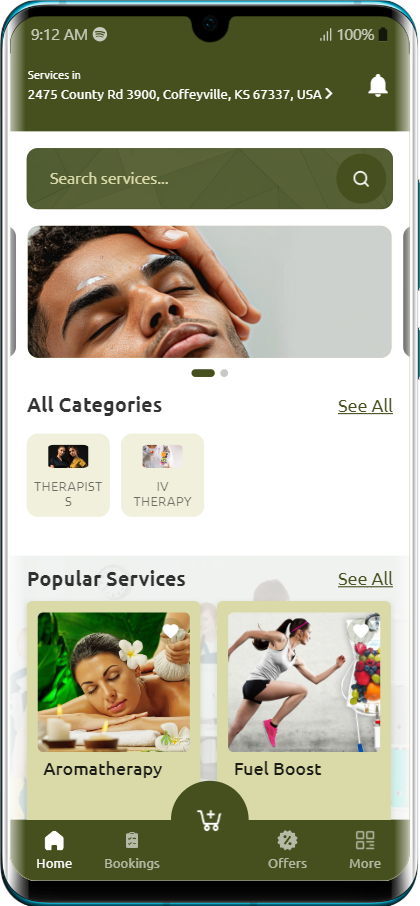 9:12 AM
100%
Services in
2475 County Rd 3900, Coffeyville, KS 67337, USA
Search services...
All Categories
See All
THERAPIST
S
IV
THERAPY
Popular Services
See All
Aromatherapy
Fuel Boost
Home
Bookings
Offers
More